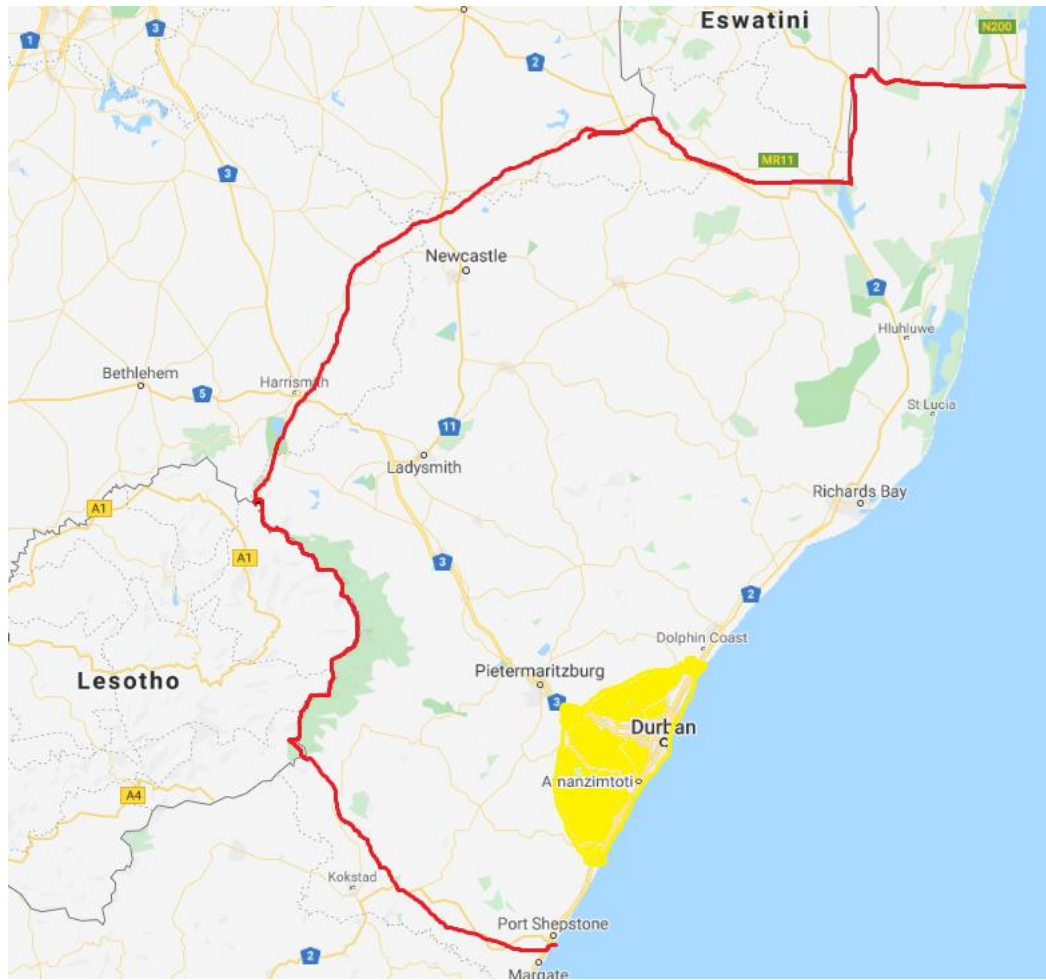 Eswatini
N200
3
1
2
3
MR11
Newcastle
2
Hluhluwe
Bethlehem
Harrismith
5
St Lucia
11
Ladysmith
Richards Bay
A1
A1
3
2
Dolphin Coast
Pietermaritzburg
Lesotho
3
Durban
Amanzimtoti
A4
Kokstad
Port Shepstone
2
Margate